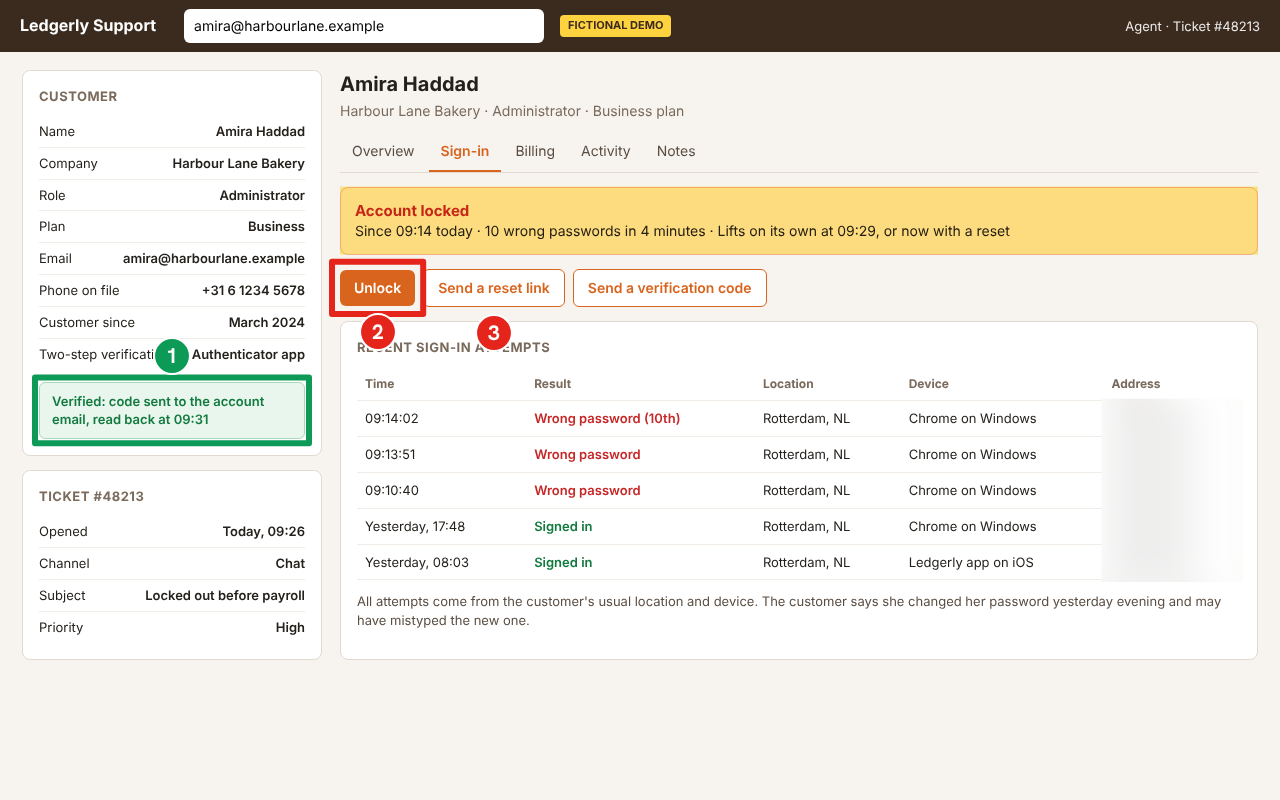 Ledgerly Support
amira@harbourlane.example
FICTIONAL DEMO
Agent · Ticket #48213
CUSTOMER
Name Amira Haddad
Company Harbour Lane Bakery
Role Administrator
Plan Business
Email amira@harbourlane.example
Phone on file +31 6 1234 5678
Customer since March 2024
Two-step 1 Authenticator app
Verified: code sent to the account
email, read back at 09:31
TICKET #48213
Opened Today, 09:26
Channel Chat
Subject Locked out before payroll
Priority High
Amira Haddad
Harbour Lane Bakery · Administrator · Business plan
Overview Sign-in Billing Activity Notes
Account locked
Since 09:14 today · 10 wrong passwords in 4 minutes · Lifts on its own at 09:29, or now with a reset
Unlock Send a reset link Send a verification code
2 3
SIGN-IN
Time Result Location Device Address
09:14:02 Wrong password (10th) Rotterdam, NL Chrome on Windows
09:13:51 Wrong password Rotterdam, NL Chrome on Windows
09:10:40 Wrong password Rotterdam, NL Chrome on Windows
Yesterday, 17:48 Signed in Rotterdam, NL Chrome on Windows
Yesterday, 08:03 Signed in Rotterdam, NL Ledgerly app on iOS
All attempts come from the customer's usual location and device. The customer says she changed her password yesterday evening and may
have mistyped the new one.